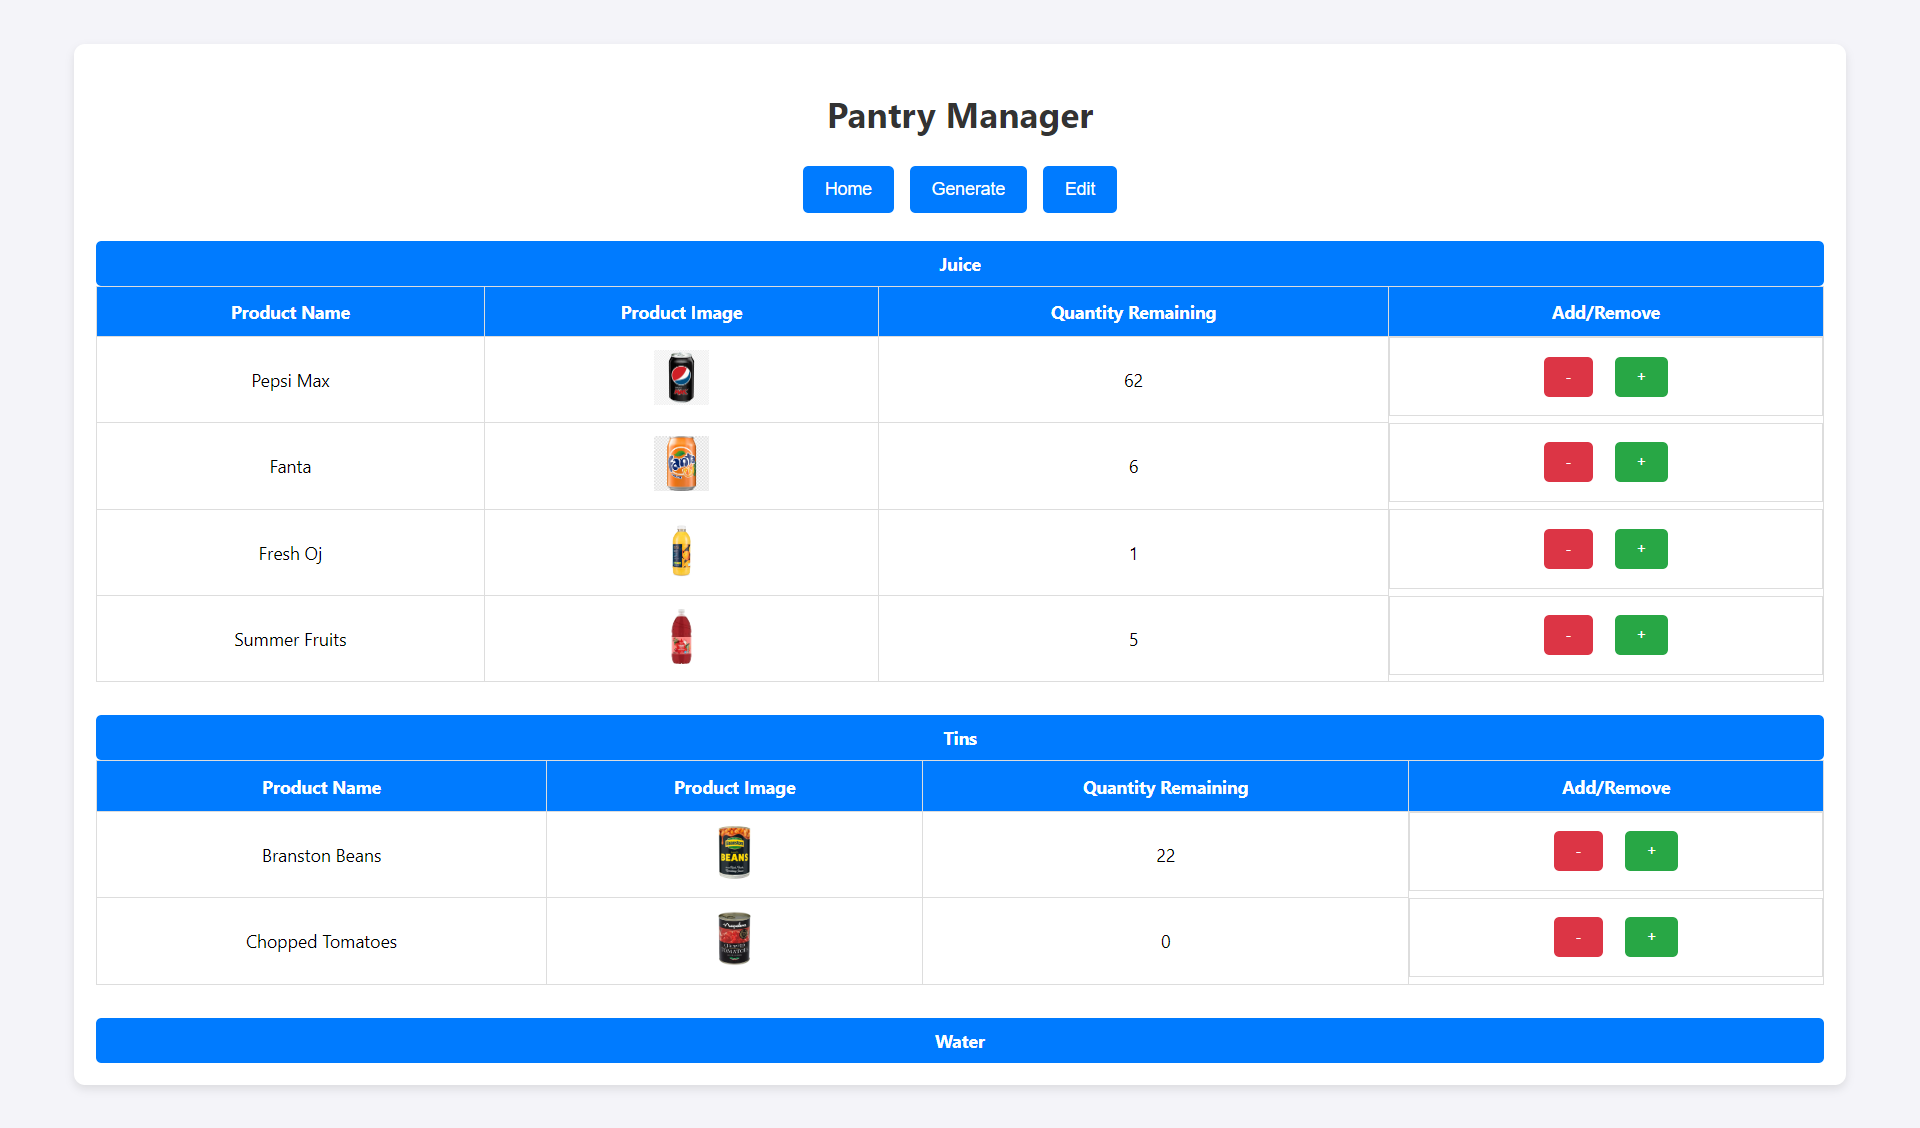 Pantry Manager
Home Generate Edit
Juice
Product Name Product Image Quantity Remaining Add/Remove
Pepsi Max 62 - +
Fanta Fanta 6 - +
Fresh Oj 1 - +
Summer Fruits 5 - +
Tins
Product Name Product Image Quantity Remaining Add/Remove
Branston Beans BEANS 22 - +
Chopped Tomatoes 0 - +
Water